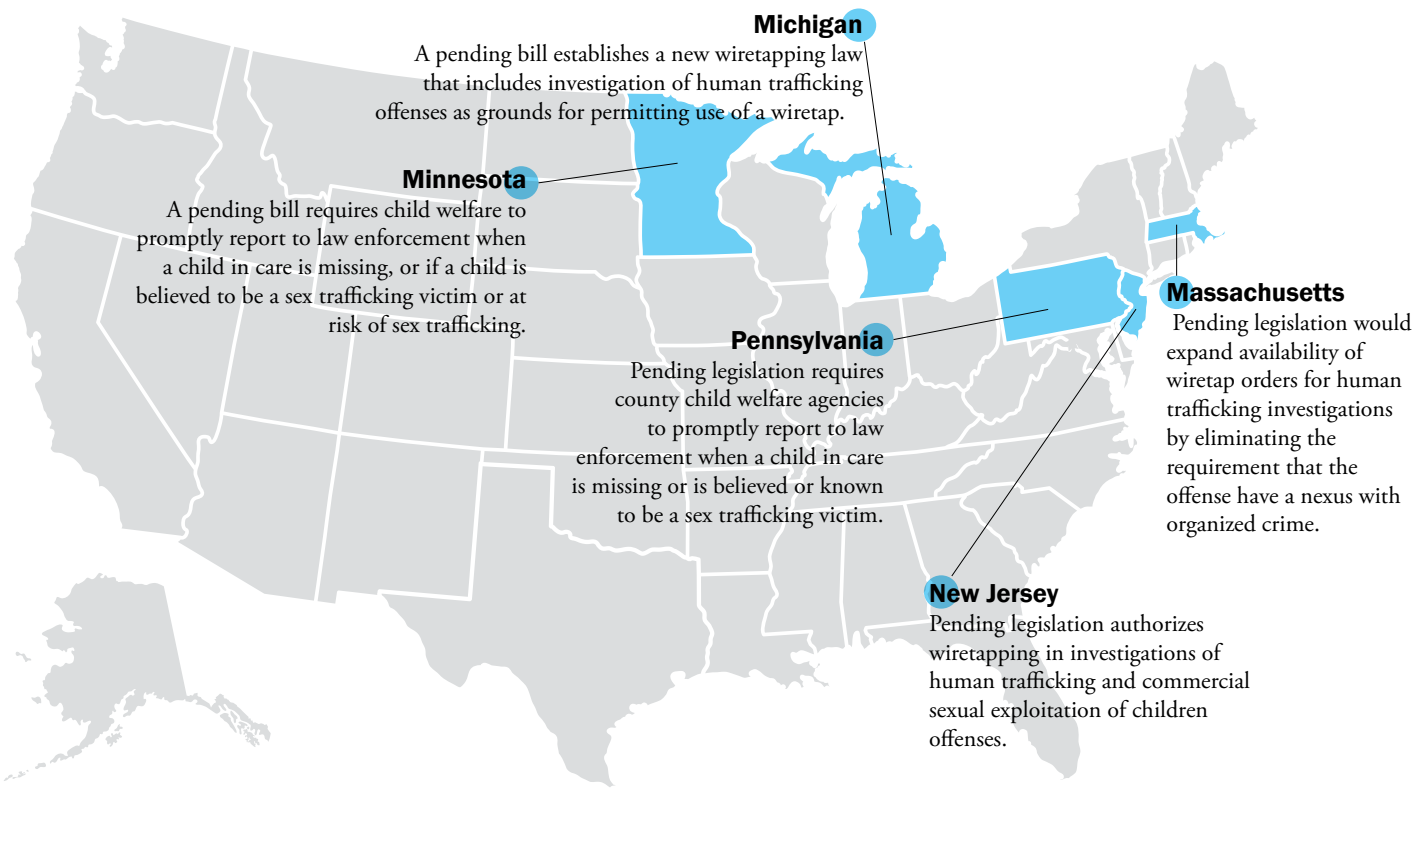 Michigan
A pending bill establishes a new wiretapping law
that includes investigation of human trafficking
offenses as grounds for permitting use of a wiretap.
Minnesota
A pending bill requires child welfare to
promptly report to law enforcement when
a child in care is missing, or if a child is
believed to be a sex trafficking victim or at
risk of sex trafficking.
Massachusetts
Pending legislation would
expand availability of
wiretap orders for human
trafficking investigations
by eliminating the
requirement that the
offense have a nexus with
organized crime.
Pennsylvania
Pending legislation requires
county child welfare agencies
to promptly report to law
enforcement when a child in care
is missing or is believed or known
to be a sex trafficking victim.
New Jersey
Pending legislation authorizes
wiretapping in investigations of
human trafficking and commercial
sexual exploitation of children
offenses.